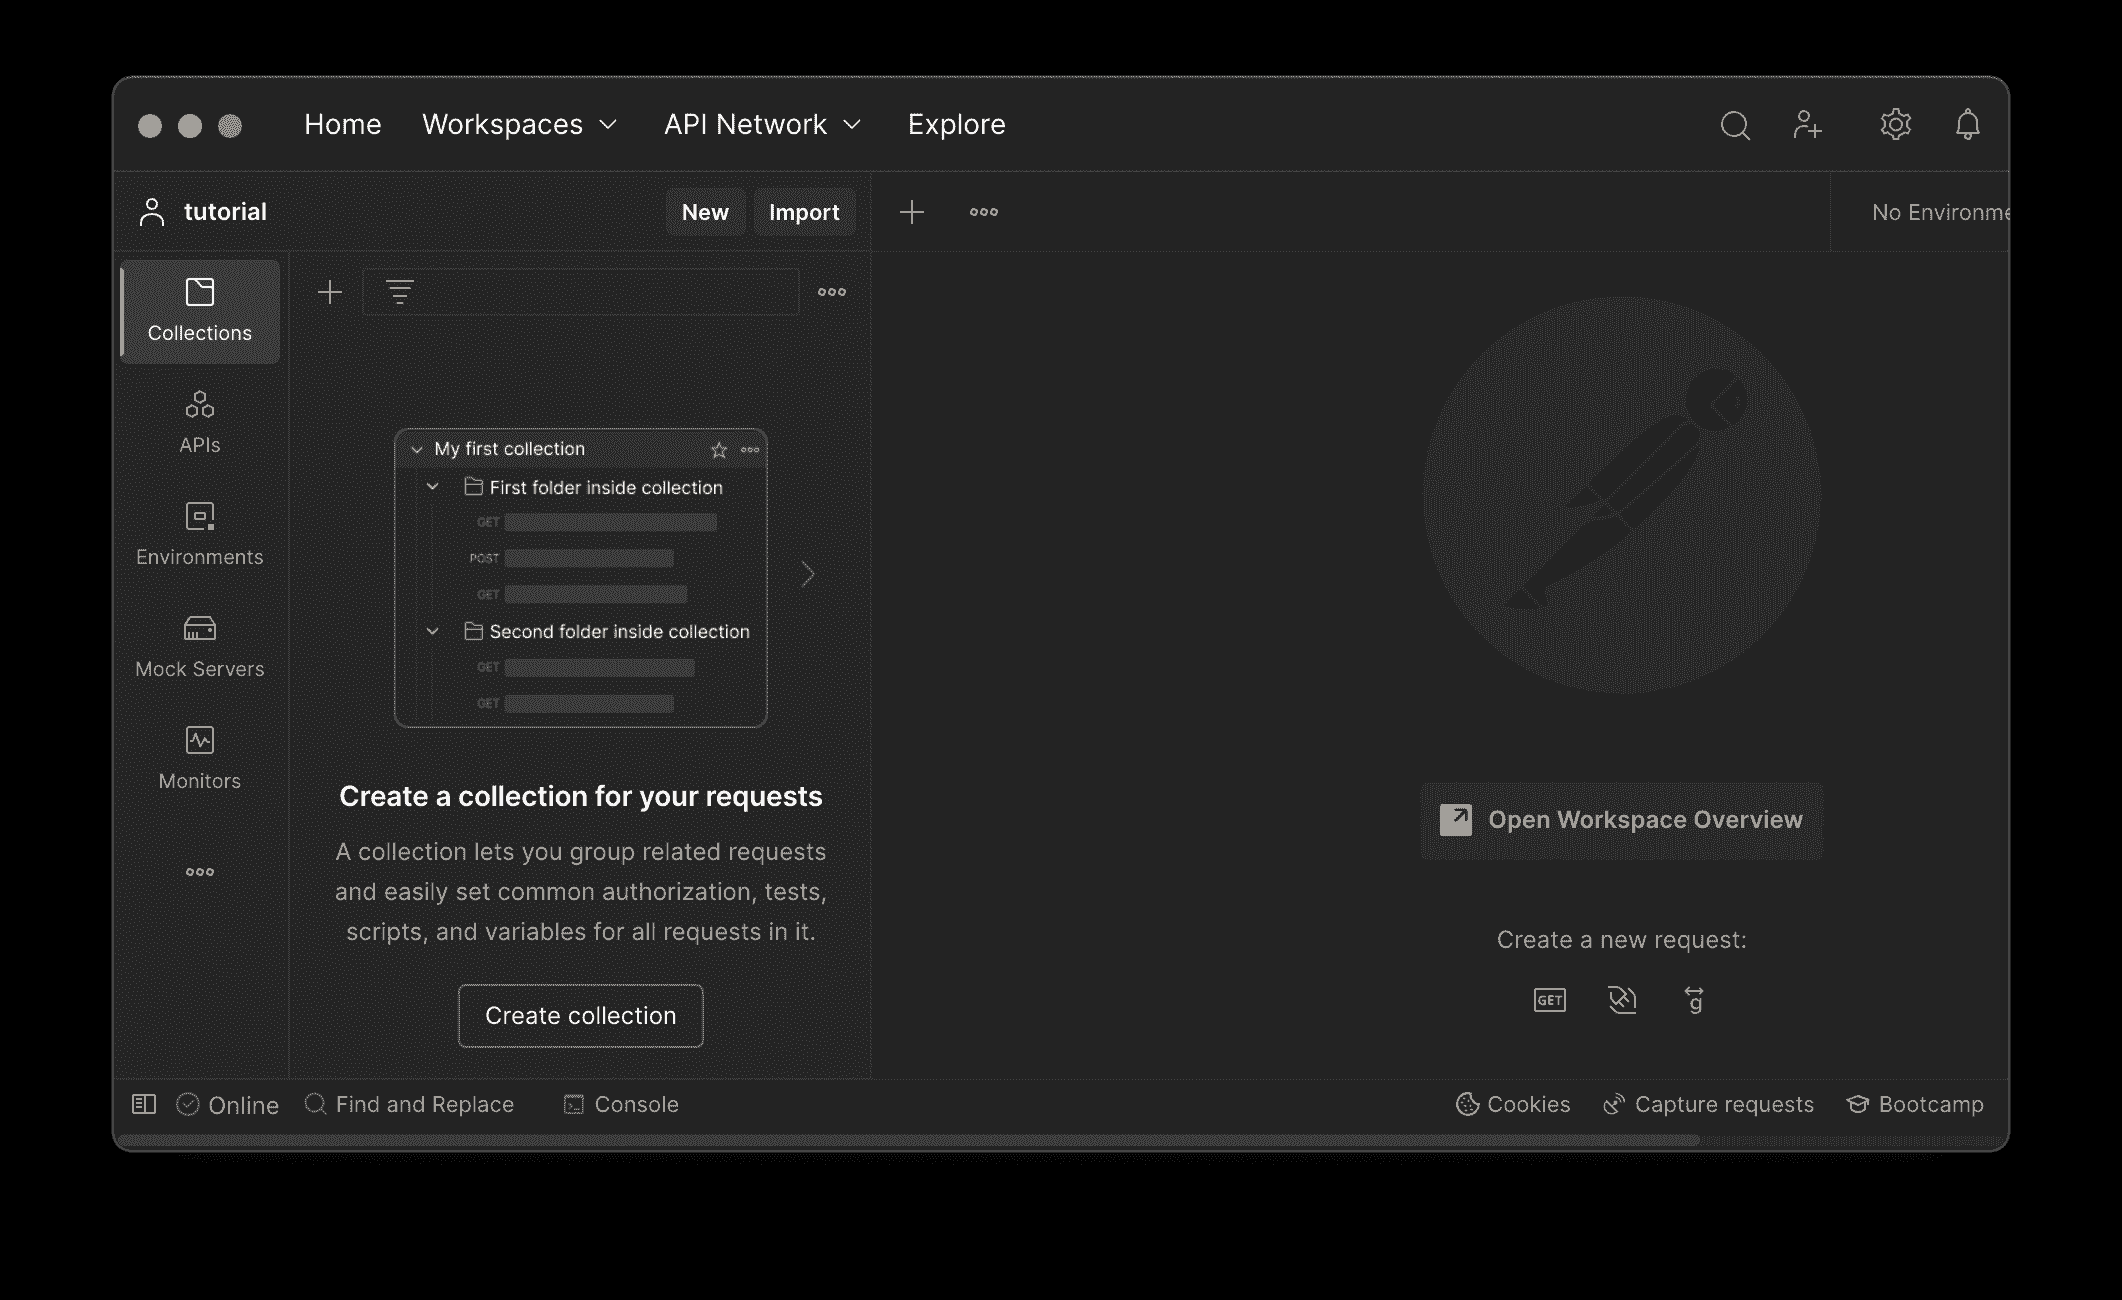 Home Workspaces API Network Explore
tutorial New Import No Environme
Collections
APIs
Environments
Mock Servers
Monitors
My first collection
First folder inside collection
GET
POST
GET
Second folder inside collection
GET
GET
Create a collection for your requests
A collection lets you group related requests
and easily set common authorization, tests,
scripts, and variables for all requests in it.
Create collection
Open Workspace Overview
Create a new request:
GET g
Online Find and Replace Console Cookies Capture requests Bootcamp